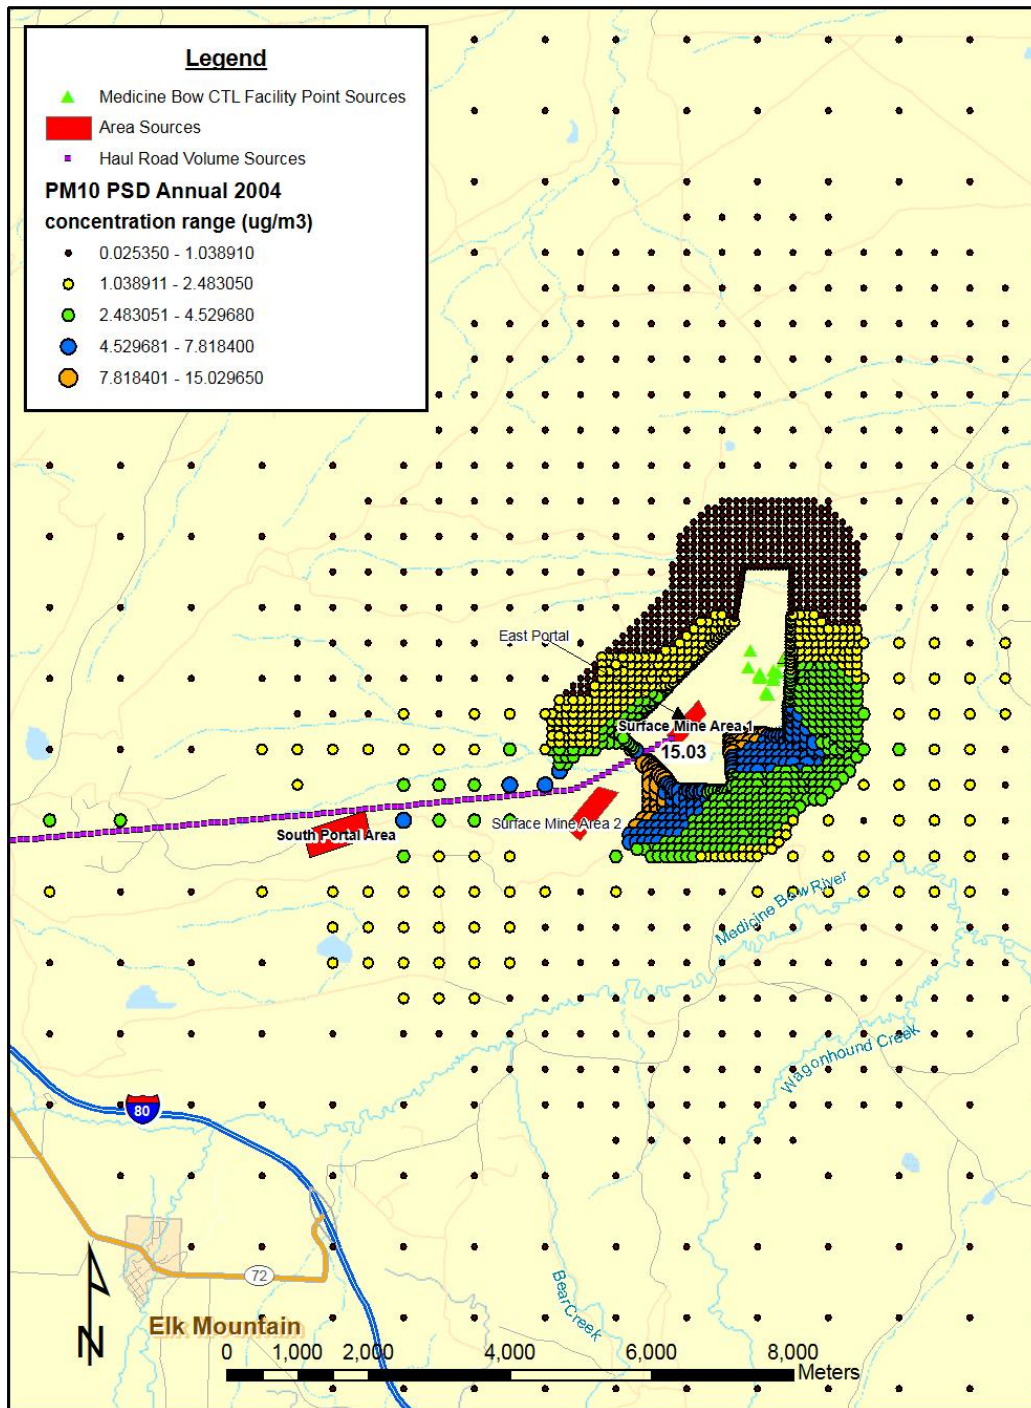 Legend
Medicine Bow CTL Facility Point Sources
Area Sources
Haul Road Volume Sources
PM10 PSD Annual 2004
concentration range (ug/m3)
0.025350 - 1.038910
1.038911 - 2.483050
2.483051 - 4.529680
4.529681 - 7.818400
7.818401 - 15.029650
East Portal
Surface Mine Area 1
15.03
Surface Mine Area 2
South Portal Area
Medicine Bow River
Wagonhound Creek
80
72
Bear Creek
Elk Mountain
N
0 1,000 2,000 4,000 6,000 8,000
Meters